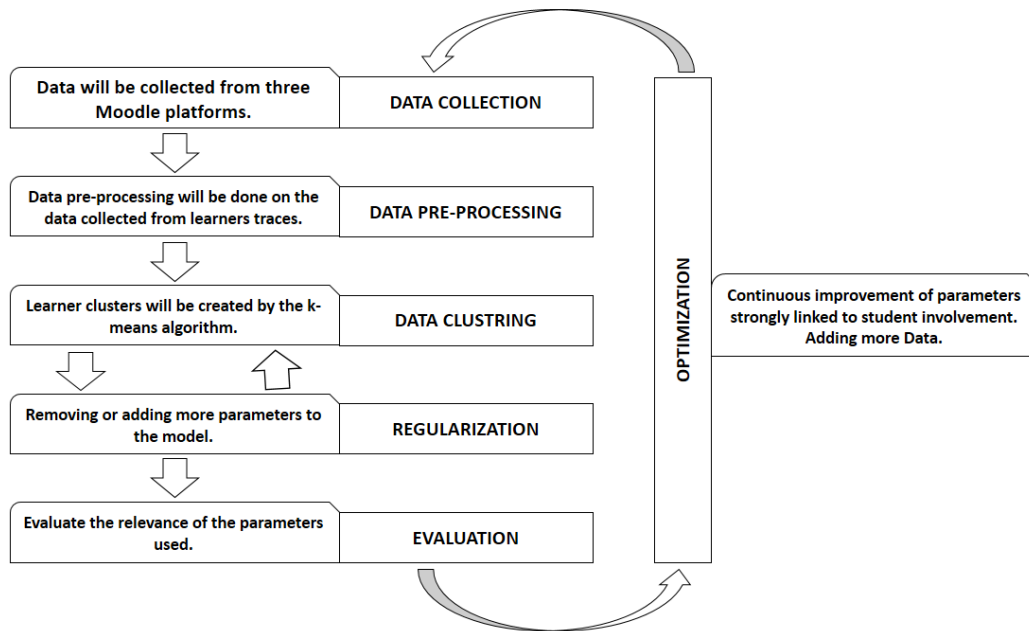 Data will be collected from three
Moodle platforms.
DATA COLLECTION
Data pre-processing will be done on the
data collected from learners traces.
DATA PRE-PROCESSING
Learner clusters will be created by the k-
means algorithm.
DATA CLUSTRING
Removing or adding more parameters to
the model.
REGULARIZATION
Evaluate the relevance of the parameters
used.
EVALUATION
OPTIMIZATION
Continuous improvement of parameters
strongly linked to student involvement.
Adding more Data.